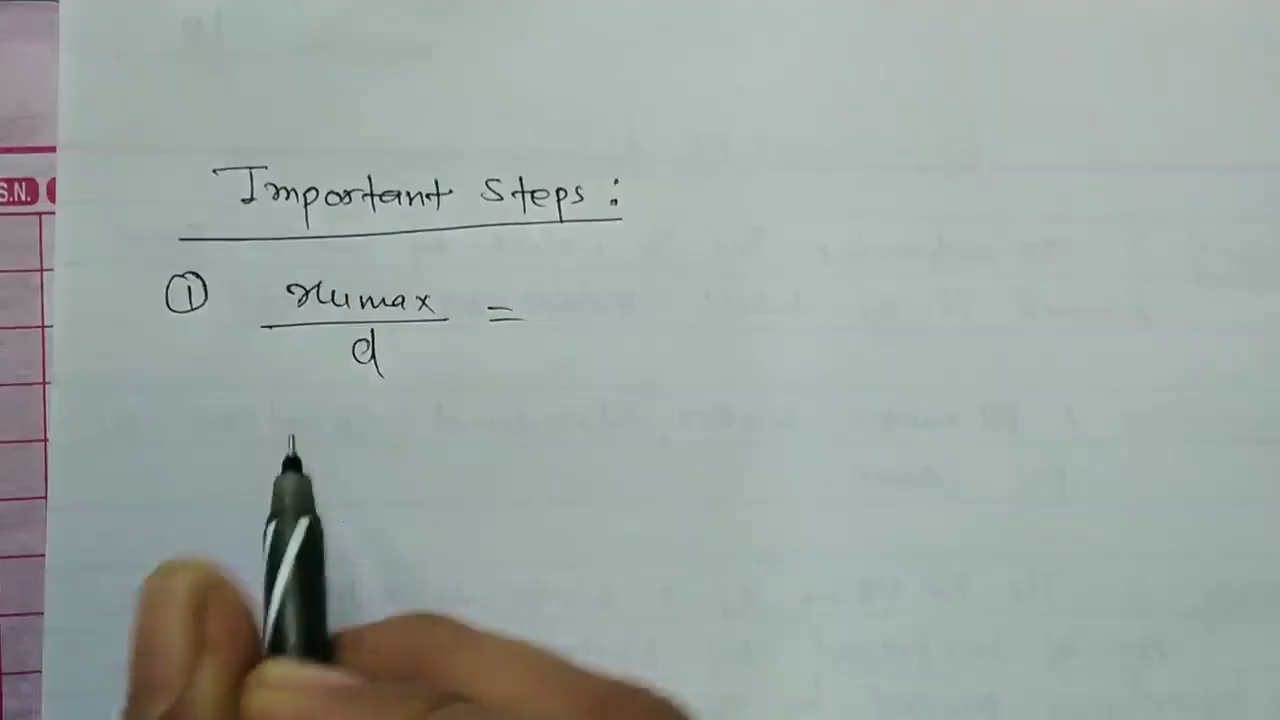 S.N.
Important Steps :
① xumax
d =